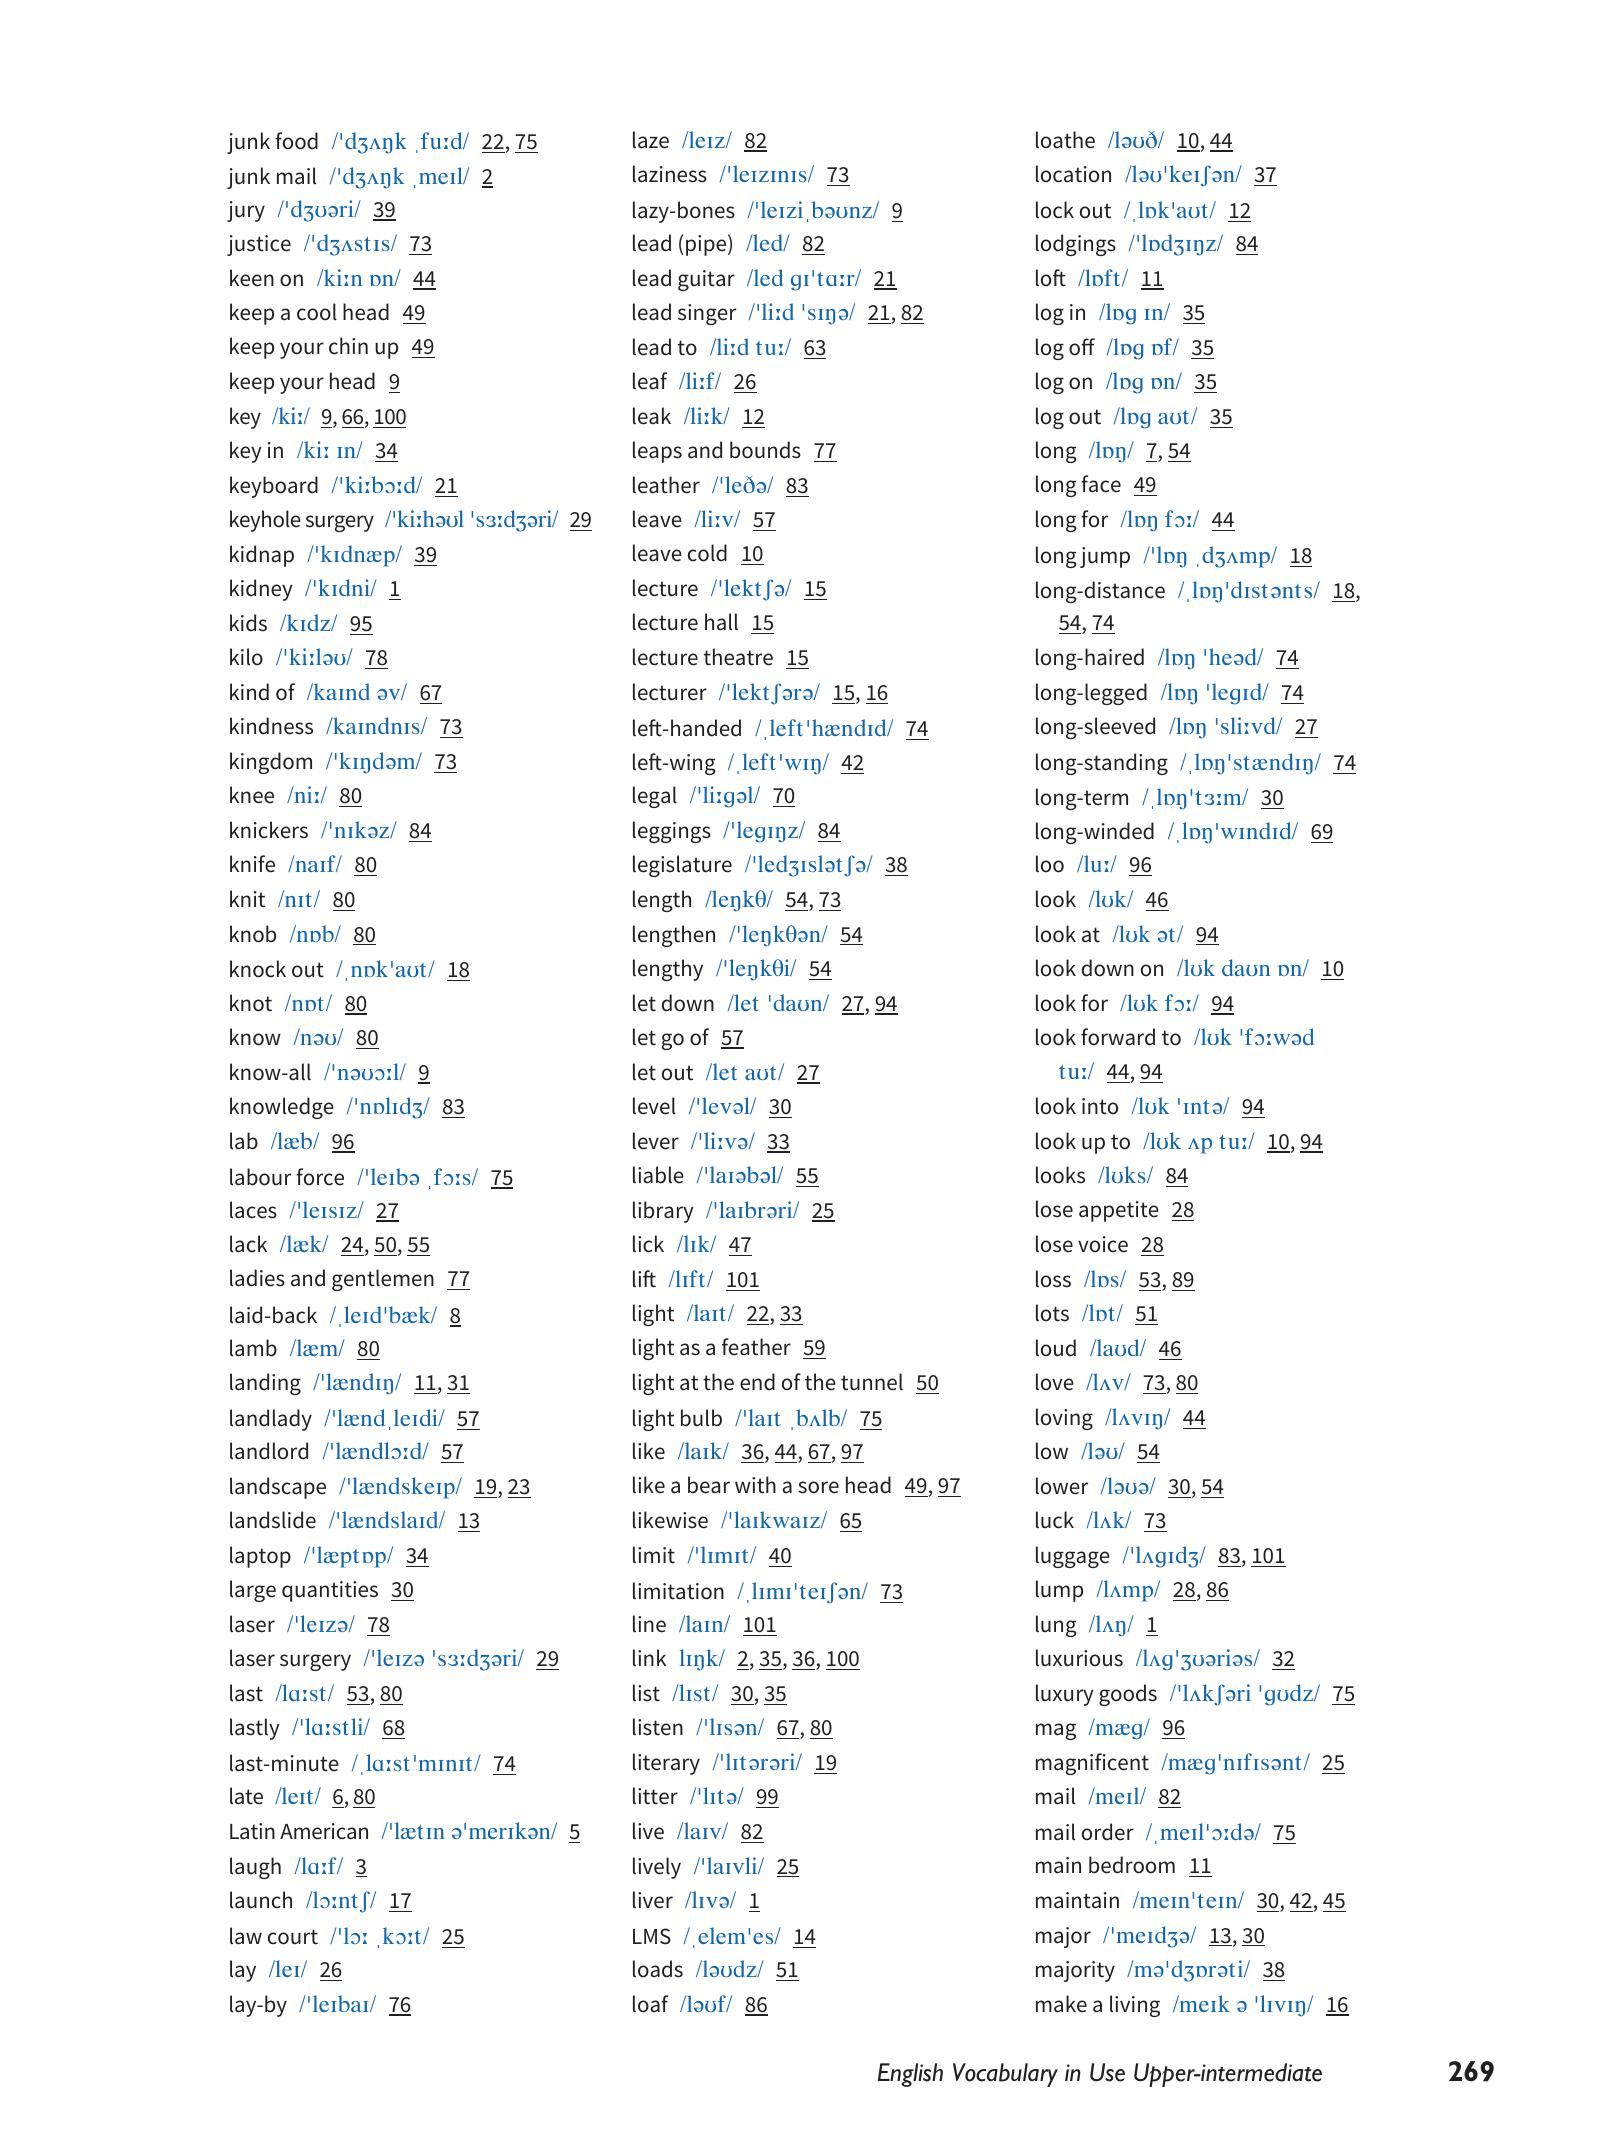 junk food /ˈdʒʌŋk ˌfuːd/ 22, 75
junk mail /ˈdʒʌŋk ˌmeɪl/ 2
jury /ˈdʒʊəri/ 39
justice /ˈdʒʌstɪs/ 73
keen on /kiːn ɒn/ 44
keep a cool head 49
keep your chin up 49
keep your head 9
key /kiː/ 9, 66, 100
key in /kiː ɪn/ 34
keyboard /ˈkiːbɔːd/ 21
keyhole surgery /ˈkiːhəʊl ˈsɜːdʒəri/ 29
kidnap /ˈkɪdnæp/ 39
kidney /ˈkɪdni/ 1
kids /kɪdz/ 95
kilo /ˈkiːləʊ/ 78
kind of /kaɪnd əv/ 67
kindness /kaɪndnɪs/ 73
kingdom /ˈkɪŋdəm/ 73
knee /niː/ 80
knickers /ˈnɪkəz/ 84
knife /naɪf/ 80
knit /nɪt/ 80
knob /nɒb/ 80
knock out /ˌnɒkˈaʊt/ 18
knot /nɒt/ 80
know /nəʊ/ 80
know-all /ˈnəʊɔːl/ 9
knowledge /ˈnɒlɪdʒ/ 83
lab /læb/ 96
labour force /ˈleɪbə ˌfɔːs/ 75
laces /ˈleɪsɪz/ 27
lack /læk/ 24, 50, 55
ladies and gentlemen 77
laid-back /ˌleɪdˈbæk/ 8
lamb /læm/ 80
landing /ˈlændɪŋ/ 11, 31
landlady /ˈlændˌleɪdi/ 57
landlord /ˈlændlɔːd/ 57
landscape /ˈlændskeɪp/ 19, 23
landslide /ˈlændslaɪd/ 13
laptop /ˈlæptɒp/ 34
large quantities 30
laser /ˈleɪzə/ 78
laser surgery /ˈleɪzə ˈsɜːdʒəri/ 29
last /lɑːst/ 53, 80
lastly /ˈlɑːstli/ 68
last-minute /ˌlɑːstˈmɪnɪt/ 74
late /leɪt/ 6, 80
Latin American /ˈlætɪn əˈmerɪkən/ 5
laugh /lɑːf/ 3
launch /lɔːntʃ/ 17
law court /ˈlɔː ˌkɔːt/ 25
lay /leɪ/ 26
lay-by /ˈleɪbaɪ/ 76
laze /leɪz/ 82
laziness /ˈleɪzɪnɪs/ 73
lazy-bones /ˈleɪziˌbəʊnz/ 9
lead (pipe) /led/ 82
lead guitar /led gɪˈtɑːr/ 21
lead singer /ˈliːd ˈsɪŋə/ 21, 82
lead to /liːd tuː/ 63
leaf /liːf/ 26
leak /liːk/ 12
leaps and bounds 77
leather /ˈleðə/ 83
leave /liːv/ 57
leave cold 10
lecture /ˈlektʃə/ 15
lecture hall 15
lecture theatre 15
lecturer /ˈlektʃərə/ 15, 16
left-handed /ˌleftˈhændɪd/ 74
left-wing /ˌleftˈwɪŋ/ 42
legal /ˈliːgəl/ 70
leggings /ˈlegɪŋz/ 84
legislature /ˈledʒɪslətʃə/ 38
length /leŋkθ/ 54, 73
lengthen /ˈleŋkθən/ 54
lengthy /ˈleŋkθi/ 54
let down /let ˈdaʊn/ 27, 94
let go of 57
let out /let aʊt/ 27
level /ˈlevəl/ 30
lever /ˈliːvə/ 33
liable /ˈlaɪəbəl/ 55
library /ˈlaɪbrəri/ 25
lick /lɪk/ 47
lift /lɪft/ 101
light /laɪt/ 22, 33
light as a feather 59
light at the end of the tunnel 50
light bulb /ˈlaɪt ˌbʌlb/ 75
like /laɪk/ 36, 44, 67, 97
like a bear with a sore head 49, 97
likewise /ˈlaɪkwaɪz/ 65
limit /ˈlɪmɪt/ 40
limitation /ˌlɪmɪˈteɪʃən/ 73
line /laɪn/ 101
link lɪŋk/ 2, 35, 36, 100
list /lɪst/ 30, 35
listen /ˈlɪsən/ 67, 80
literary /ˈlɪtərəri/ 19
litter /ˈlɪtə/ 99
live /laɪv/ 82
lively /ˈlaɪvli/ 25
liver /lɪvə/ 1
LMS /ˌelemˈes/ 14
loads /ləʊdz/ 51
loaf /ləʊf/ 86
loathe /ləʊð/ 10, 44
location /ləʊˈkeɪʃən/ 37
lock out /ˌlɒkˈaʊt/ 12
lodgings /ˈlɒdʒɪŋz/ 84
loft /lɒft/ 11
log in /lɒg ɪn/ 35
log off /lɒg ɒf/ 35
log on /lɒg ɒn/ 35
log out /lɒg aʊt/ 35
long /lɒŋ/ 7, 54
long face 49
long for /lɒŋ fɔː/ 44
long jump /ˈlɒŋ ˌdʒʌmp/ 18
long-distance /ˌlɒŋˈdɪstənts/ 18,
54, 74
long-haired /lɒŋ ˈheəd/ 74
long-legged /lɒŋ ˈlegɪd/ 74
long-sleeved /lɒŋ ˈsliːvd/ 27
long-standing /ˌlɒŋˈstændɪŋ/ 74
long-term /ˌlɒŋˈtɜːm/ 30
long-winded /ˌlɒŋˈwɪndɪd/ 69
loo /luː/ 96
look /lʊk/ 46
look at /lʊk ət/ 94
look down on /lʊk daʊn ɒn/ 10
look for /lʊk fɔː/ 94
look forward to /lʊk ˈfɔːwəd
tuː/ 44, 94
look into /lʊk ˈɪntə/ 94
look up to /lʊk ʌp tuː/ 10, 94
looks /lʊks/ 84
lose appetite 28
lose voice 28
loss /lɒs/ 53, 89
lots /lɒt/ 51
loud /laʊd/ 46
love /lʌv/ 73, 80
loving /lʌvɪŋ/ 44
low /ləʊ/ 54
lower /ləʊə/ 30, 54
luck /lʌk/ 73
luggage /ˈlʌgɪdʒ/ 83, 101
lump /lʌmp/ 28, 86
lung /lʌŋ/ 1
luxurious /lʌgˈʒʊəriəs/ 32
luxury goods /ˈlʌkʃəri ˈgʊdz/ 75
mag /mæg/ 96
magnificent /mægˈnɪfɪsənt/ 25
mail /meɪl/ 82
mail order /ˌmeɪlˈɔːdə/ 75
main bedroom 11
maintain /meɪnˈteɪn/ 30, 42, 45
major /ˈmeɪdʒə/ 13, 30
majority /məˈdʒɒrəti/ 38
make a living /meɪk ə ˈlɪvɪŋ/ 16
English Vocabulary in Use Upper-intermediate 269